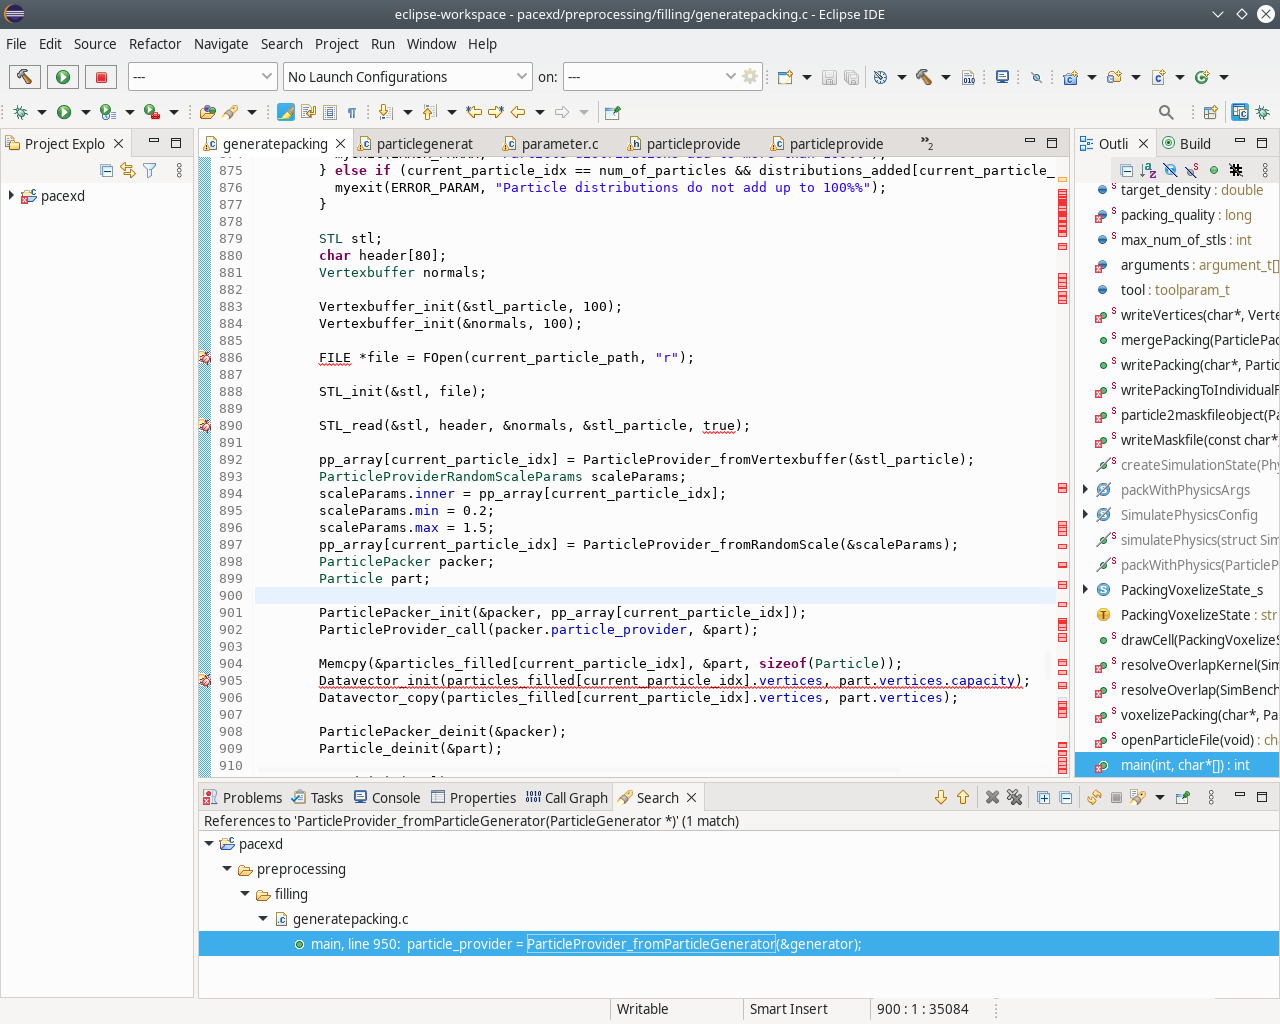 eclipse-workspace - pacexd/preprocessing/filling/generatepacking.c - Eclipse IDE
File Edit Source Refactor Navigate Search Project Run Window Help
--- No Launch Configurations on: ---
Project Explo
pacexd
generatepacking particlegenerat parameter.c particleprovide particleprovide »2
875 } else if (current_particle_idx == num_of_particles && distributions_added[current_particle_
876 myexit(ERROR_PARAM, "Particle distributions do not add up to 100%%");
877 }
878
879 STL stl;
880 char header[80];
881 Vertexbuffer normals;
882
883 Vertexbuffer_init(&stl_particle, 100);
884 Vertexbuffer_init(&normals, 100);
885
886 FILE *file = FOpen(current_particle_path, "r");
887
888 STL_init(&stl, file);
889
890 STL_read(&stl, header, &normals, &stl_particle, true);
891
892 pp_array[current_particle_idx] = ParticleProvider_fromVertexbuffer(&stl_particle);
893 ParticleProviderRandomScaleParams scaleParams;
894 scaleParams.inner = pp_array[current_particle_idx];
895 scaleParams.min = 0.2;
896 scaleParams.max = 1.5;
897 pp_array[current_particle_idx] = ParticleProvider_fromRandomScale(&scaleParams);
898 ParticlePacker packer;
899 Particle part;
900
901 ParticlePacker_init(&packer, pp_array[current_particle_idx]);
902 ParticleProvider_call(packer.particle_provider, &part);
903
904 Memcpy(&particles_filled[current_particle_idx], &part, sizeof(Particle));
905 Datavector_init(particles_filled[current_particle_idx].vertices, part.vertices.capacity);
906 Datavector_copy(particles_filled[current_particle_idx].vertices, part.vertices);
907
908 ParticlePacker_deinit(&packer);
909 Particle_deinit(&part);
910
Outli Build
target_density : double
packing_quality : long
max_num_of_stls : int
arguments : argument_t[]
tool : toolparam_t
writeVertices(char*, Verte
mergePacking(ParticlePac
writePacking(char*, Partic
writePackingToIndividualF
particle2maskfileobject(Pa
writeMaskfile(const char*,
createSimulationState(Phy
packWithPhysicsArgs
SimulatePhysicsConfig
simulatePhysics(struct Sim
packWithPhysics(ParticleP
PackingVoxelizeState_s
PackingVoxelizeState : str
drawCell(PackingVoxelizeS
resolveOverlapKernel(Sim
resolveOverlap(SimBench
voxelizePacking(char*, Pa
openParticleFile(void) : cha
main(int, char*[]) : int
Problems Tasks Console Properties Call Graph Search
References to 'ParticleProvider_fromParticleGenerator(ParticleGenerator *)' (1 match)
pacexd
preprocessing
filling
generatepacking.c
main, line 950: particle_provider = ParticleProvider_fromParticleGenerator(&generator);
Writable Smart Insert 900 : 1 : 35084